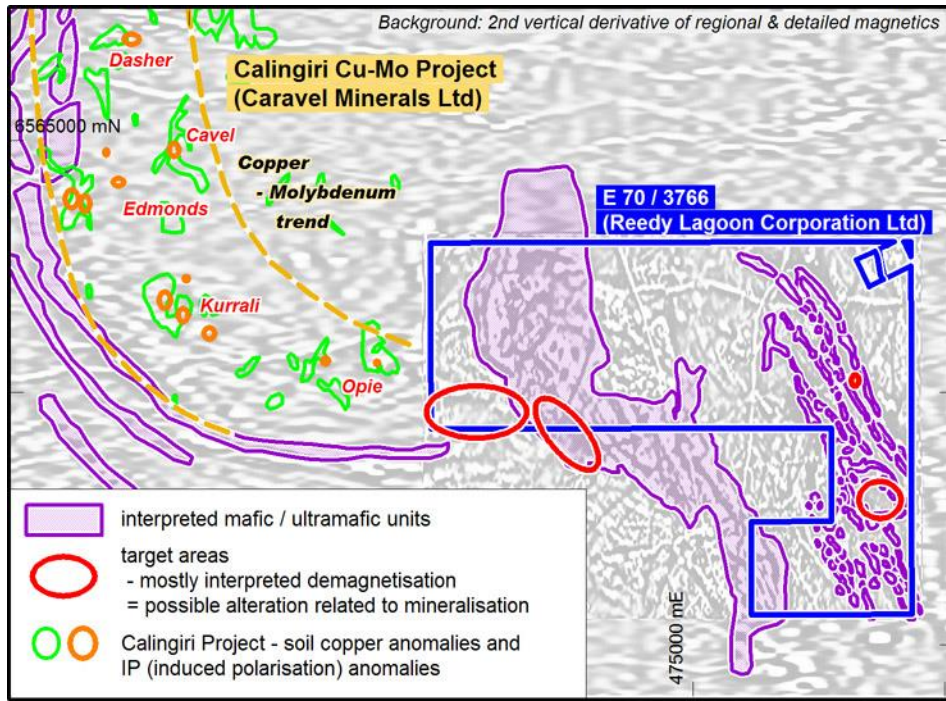 Background: 2nd vertical derivative of regional & detailed magnetics
Dasher
Calingiri Cu-Mo Project
(Caravel Minerals Ltd)
6565000 mN
Cavel
Copper
- Molybdenum
trend
Edmonds
E 70 / 3766
(Reedy Lagoon Corporation Ltd)
Kurrali
Opie
interpreted mafic / ultramafic units
target areas
- mostly interpreted demagnetisation
= possible alteration related to mineralisation
Calingiri Project - soil copper anomalies and
IP (induced polarisation) anomalies
475000 mE